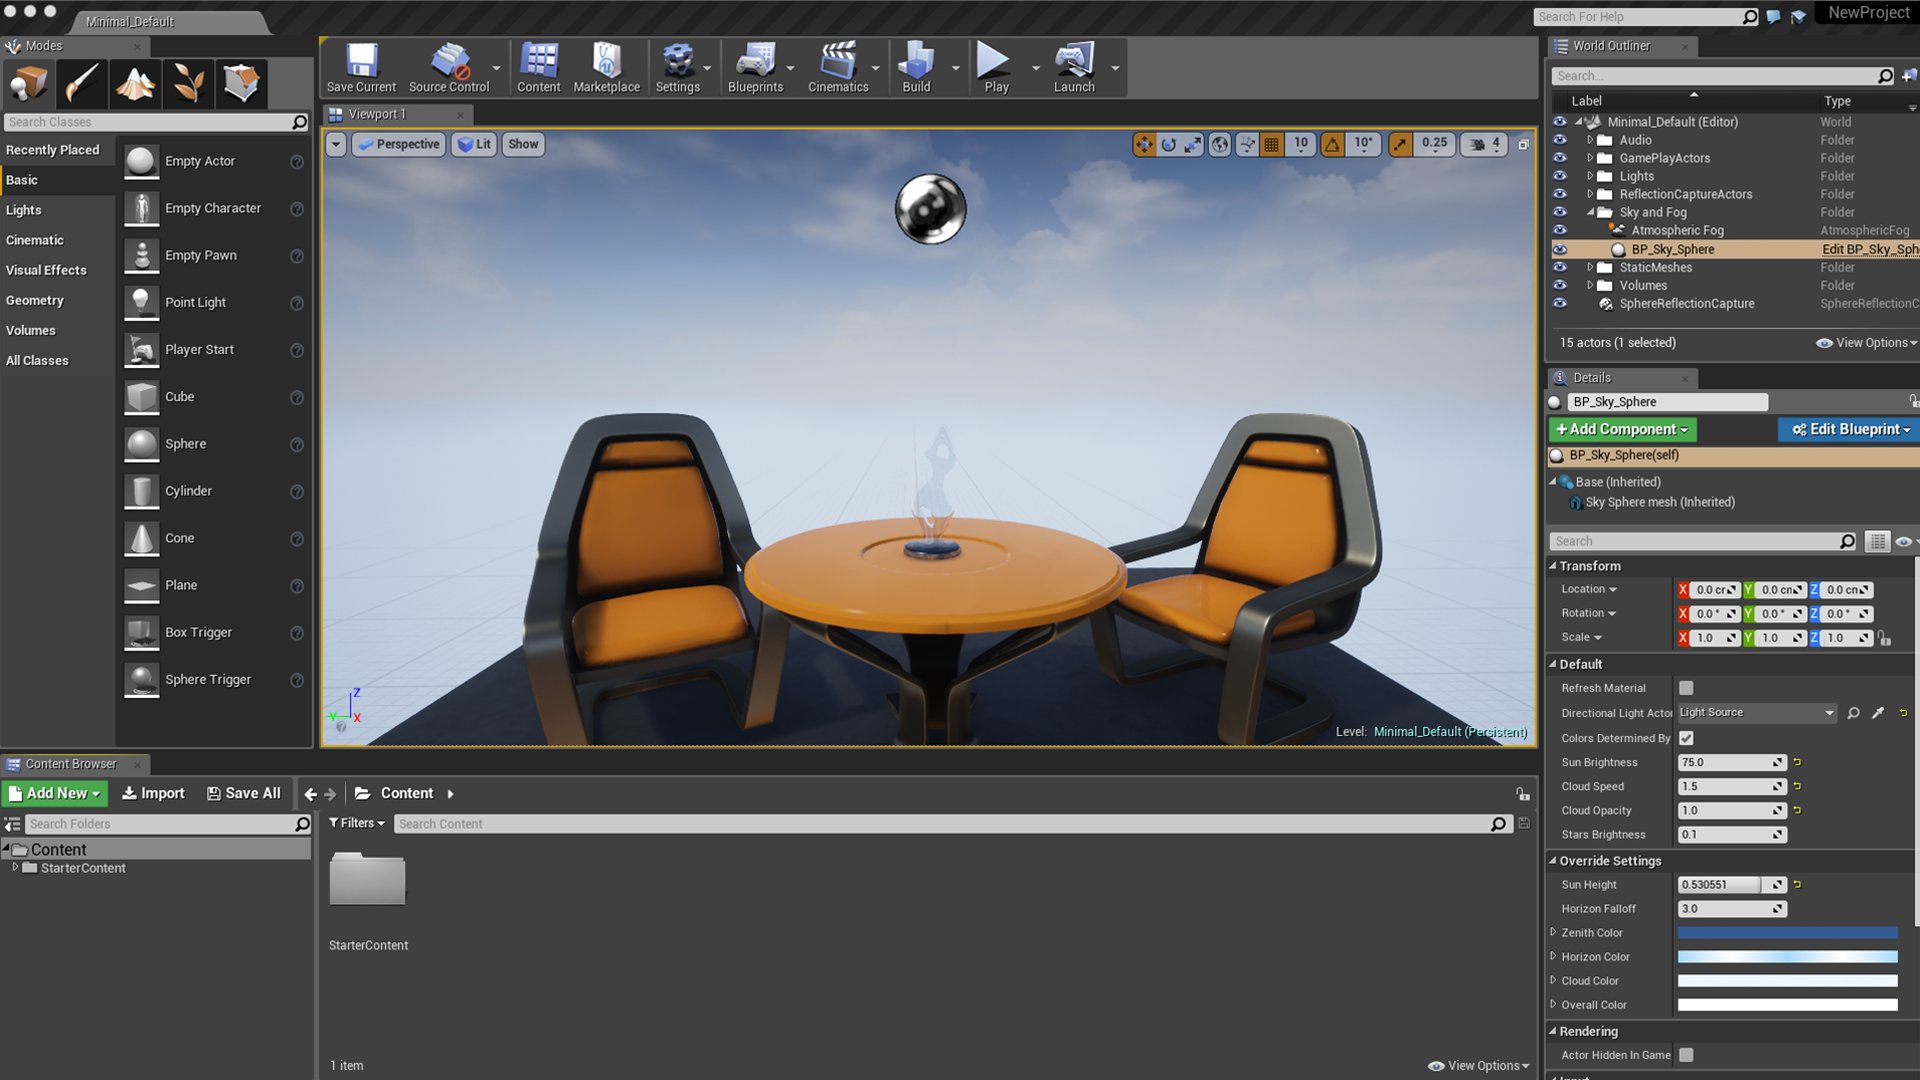 Minimal_Default
Search For Help
NewProject
Modes
Save Current
Source Control
Content
Marketplace
Settings
Blueprints
Cinematics
Build
Play
Launch
World Outliner
Search...
Label
Type
Search Classes
Viewport 1
Perspective
Lit
Show
10
10°
0.25
4
Recently Placed
Basic
Lights
Cinematic
Visual Effects
Geometry
Volumes
All Classes
Empty Actor
Empty Character
Empty Pawn
Point Light
Player Start
Cube
Sphere
Cylinder
Cone
Plane
Box Trigger
Sphere Trigger
Z
Y
X
Level: Minimal_Default (Persistent)
Minimal_Default (Editor) World
Audio Folder
GamePlayActors Folder
Lights Folder
ReflectionCaptureActors Folder
Sky and Fog Folder
Atmospheric Fog AtmosphericFog
BP_Sky_Sphere Edit BP_Sky_Sph
StaticMeshes Folder
Volumes Folder
SphereReflectionCapture SphereReflectionC
15 actors (1 selected)
View Options
Details
BP_Sky_Sphere
Add Component
Edit Blueprint
BP_Sky_Sphere(self)
Base (Inherited)
Sky Sphere mesh (Inherited)
Search
Transform
Location X 0.0 cr Y 0.0 cn Z 0.0 cn
Rotation X 0.0 ° Y 0.0 ° Z 0.0 °
Scale X 1.0 Y 1.0 Z 1.0
Default
Refresh Material
Directional Light Actor Light Source
Colors Determined By
Sun Brightness 75.0
Cloud Speed 1.5
Cloud Opacity 1.0
Stars Brightness 0.1
Override Settings
Sun Height 0.530551
Horizon Falloff 3.0
Zenith Color
Horizon Color
Cloud Color
Overall Color
Rendering
Actor Hidden In Game
Content Browser
Add New
Import
Save All
Content
Search Folders
Filters
Search Content
Content
StarterContent
StarterContent
1 item
View Options